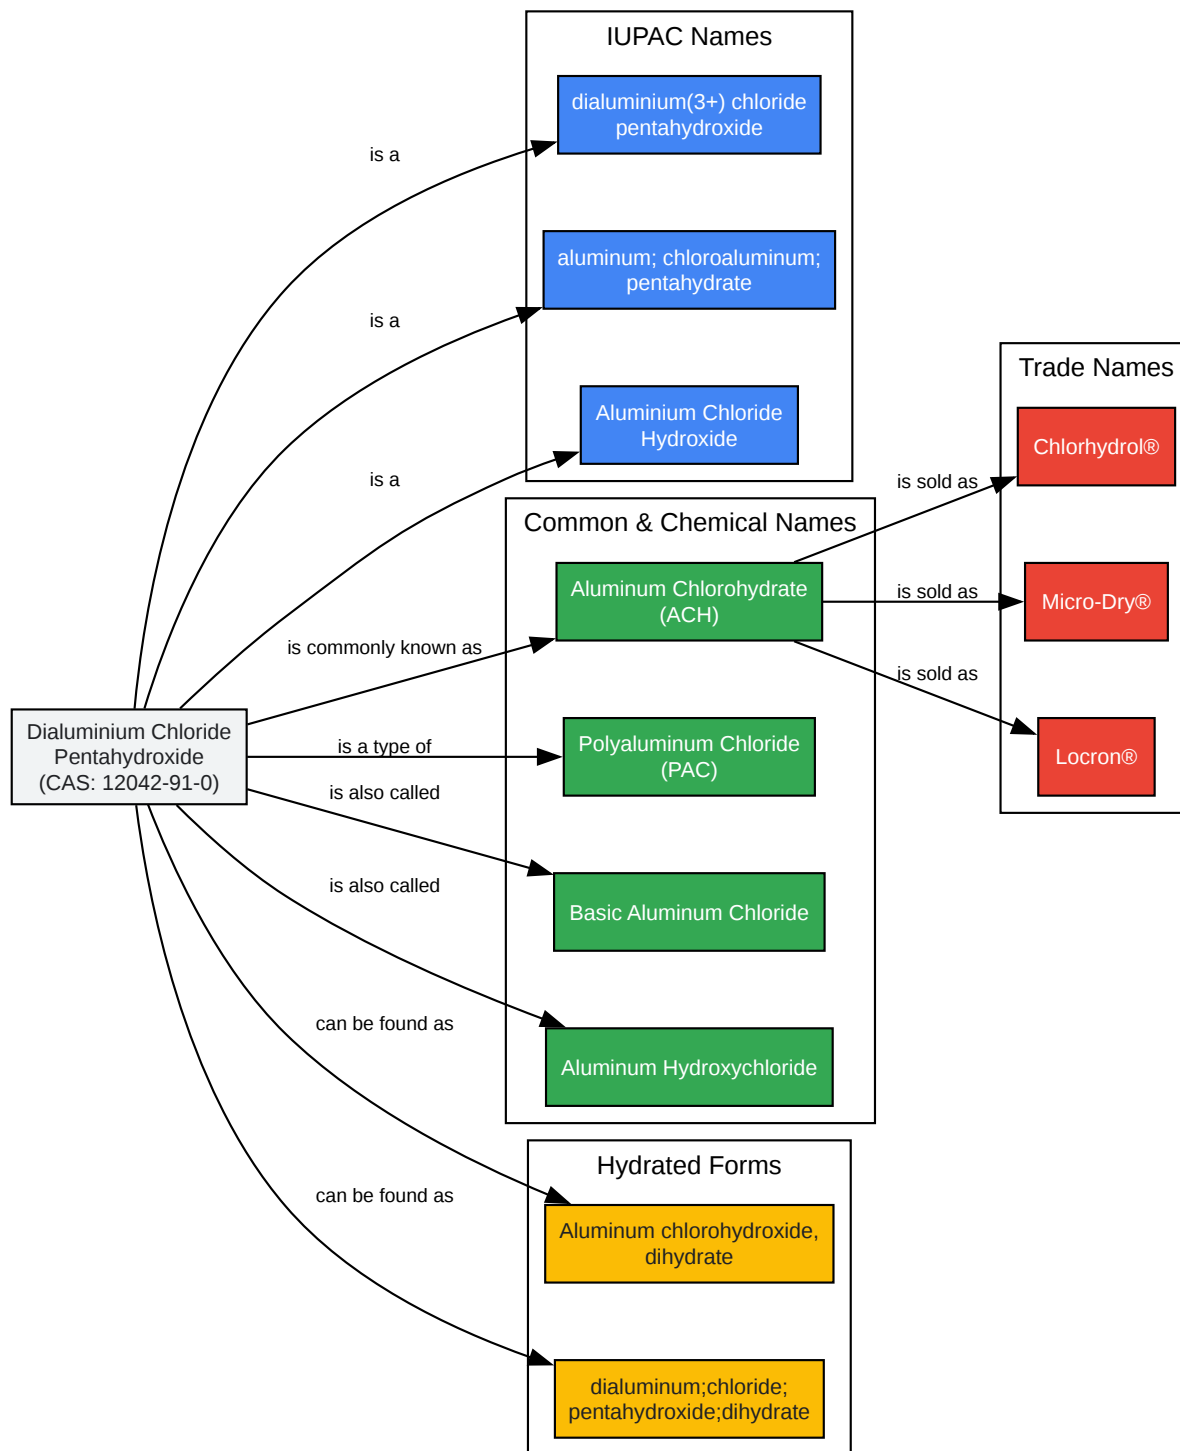 IUPAC Names
dialuminium(3+) chloride
pentahydroxide
is a
aluminum; chloroaluminum;
pentahydrate
is a
Aluminium Chloride
Hydroxide
is a
Trade Names
Chlorhydrol®
is sold as
Common & Chemical Names
Aluminum Chlorohydrate
(ACH)
is sold as
Micro-Dry®
is commonly known as
is sold as
Dialuminium Chloride
Pentahydroxide
(CAS: 12042-91-0)
is a type of
Polyaluminum Chloride
(PAC)
Locron®
is also called
Basic Aluminum Chloride
is also called
Aluminum Hydroxychloride
can be found as
Hydrated Forms
can be found as
Aluminum chlorohydroxide,
dihydrate
dialuminum;chloride;
pentahydroxide;dihydrate